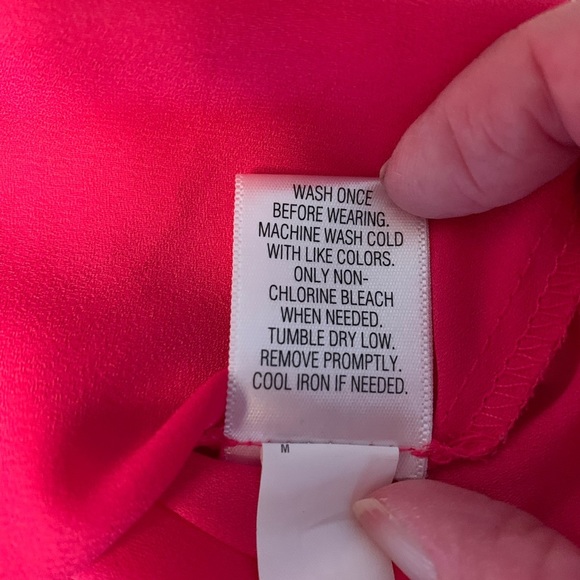 WASH ONCE
BEFORE WEARING.
MACHINE WASH COLD
WITH LIKE COLORS.
ONLY NON-
CHLORINE BLEACH
WHEN NEEDED.
TUMBLE DRY LOW.
REMOVE PROMPTLY.
COOL IRON IF NEEDED.
M